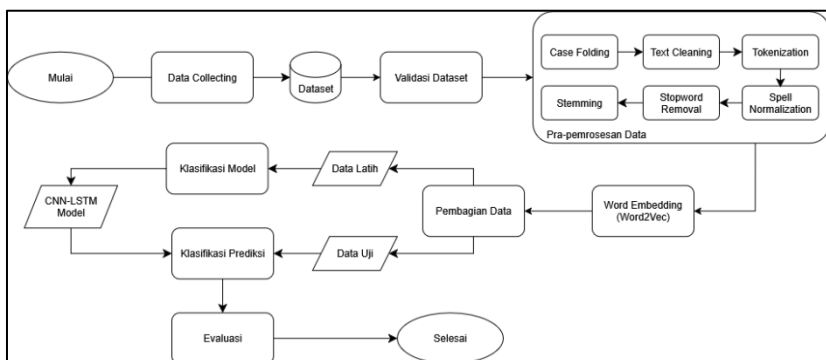 Mulai
Data Collecting
Dataset
Validasi Dataset
Case Folding
Text Cleaning
Tokenization
Spell
Normalization
Stopword
Removal
Stemming
Pra-pemrosesan Data
Word Embedding
(Word2Vec)
Pembagian Data
Data Latih
Klasifikasi Model
CNN-LSTM
Model
Data Uji
Klasifikasi Prediksi
Evaluasi
Selesai